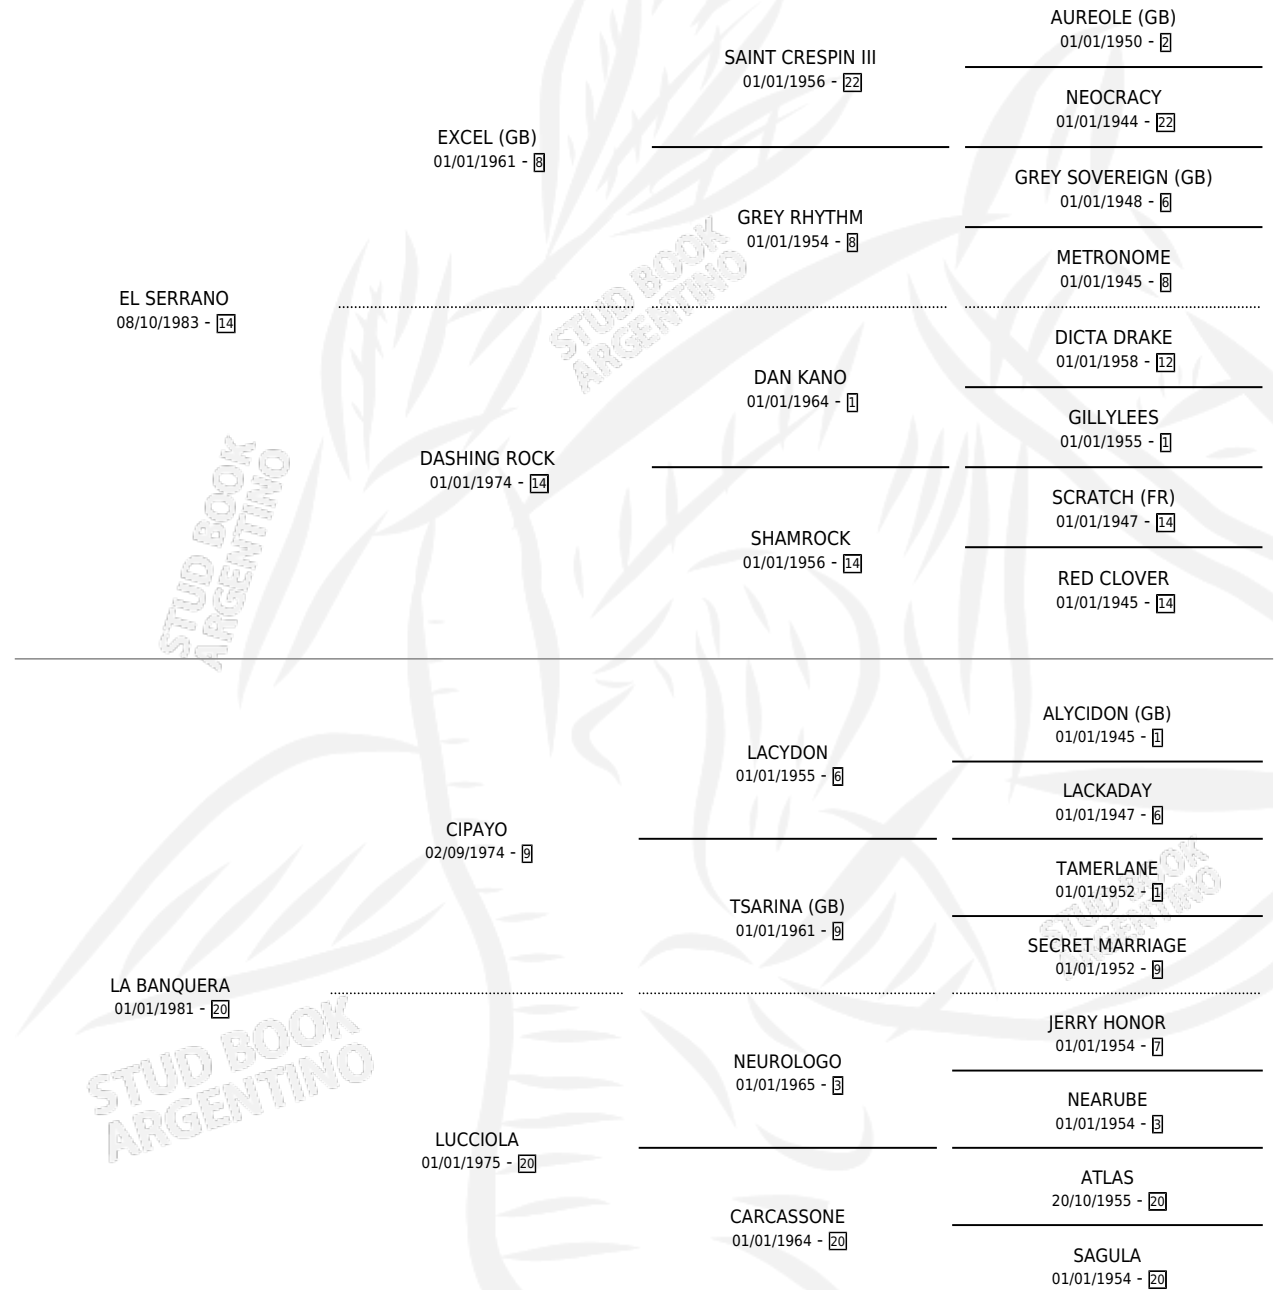 AUREOLE (GB)
01/01/1950 - 2
SAINT CRESPIN III
01/01/1956 - 22
NEOCRACY
01/01/1944 - 22
EXCEL (GB)
01/01/1961 - 8
GREY SOVEREIGN (GB)
01/01/1948 - 6
GREY RHYTHM
01/01/1954 - 8
METRONOME
01/01/1945 - 8
EL SERRANO
08/10/1983 - 14
DICTA DRAKE
01/01/1958 - 12
DAN KANO
01/01/1964 - 1
GILLYLEES
01/01/1955 - 1
DASHING ROCK
01/01/1974 - 14
SCRATCH (FR)
01/01/1947 - 14
SHAMROCK
01/01/1956 - 14
RED CLOVER
01/01/1945 - 14
ALYCIDON (GB)
01/01/1945 - 1
LACYDON
01/01/1955 - 6
LACKADAY
01/01/1947 - 6
CIPAYO
02/09/1974 - 9
TAMERLANE
01/01/1952 - 1
TSARINA (GB)
01/01/1961 - 9
SECRET MARRIAGE
01/01/1952 - 9
LA BANQUERA
01/01/1981 - 20
JERRY HONOR
01/01/1954 - 7
NEUROLOGO
01/01/1965 - 3
NEARUBE
01/01/1954 - 3
LUCCIOLA
01/01/1975 - 20
ATLAS
20/10/1955 - 20
CARCASSONE
01/01/1964 - 20
SAGULA
01/01/1954 - 20
STUD BOOK
ARGENTINO
STUD BOOK
ARGENTINO
STUD BOOK
ARGENTINO
STUD BOOK
ARGENTINO